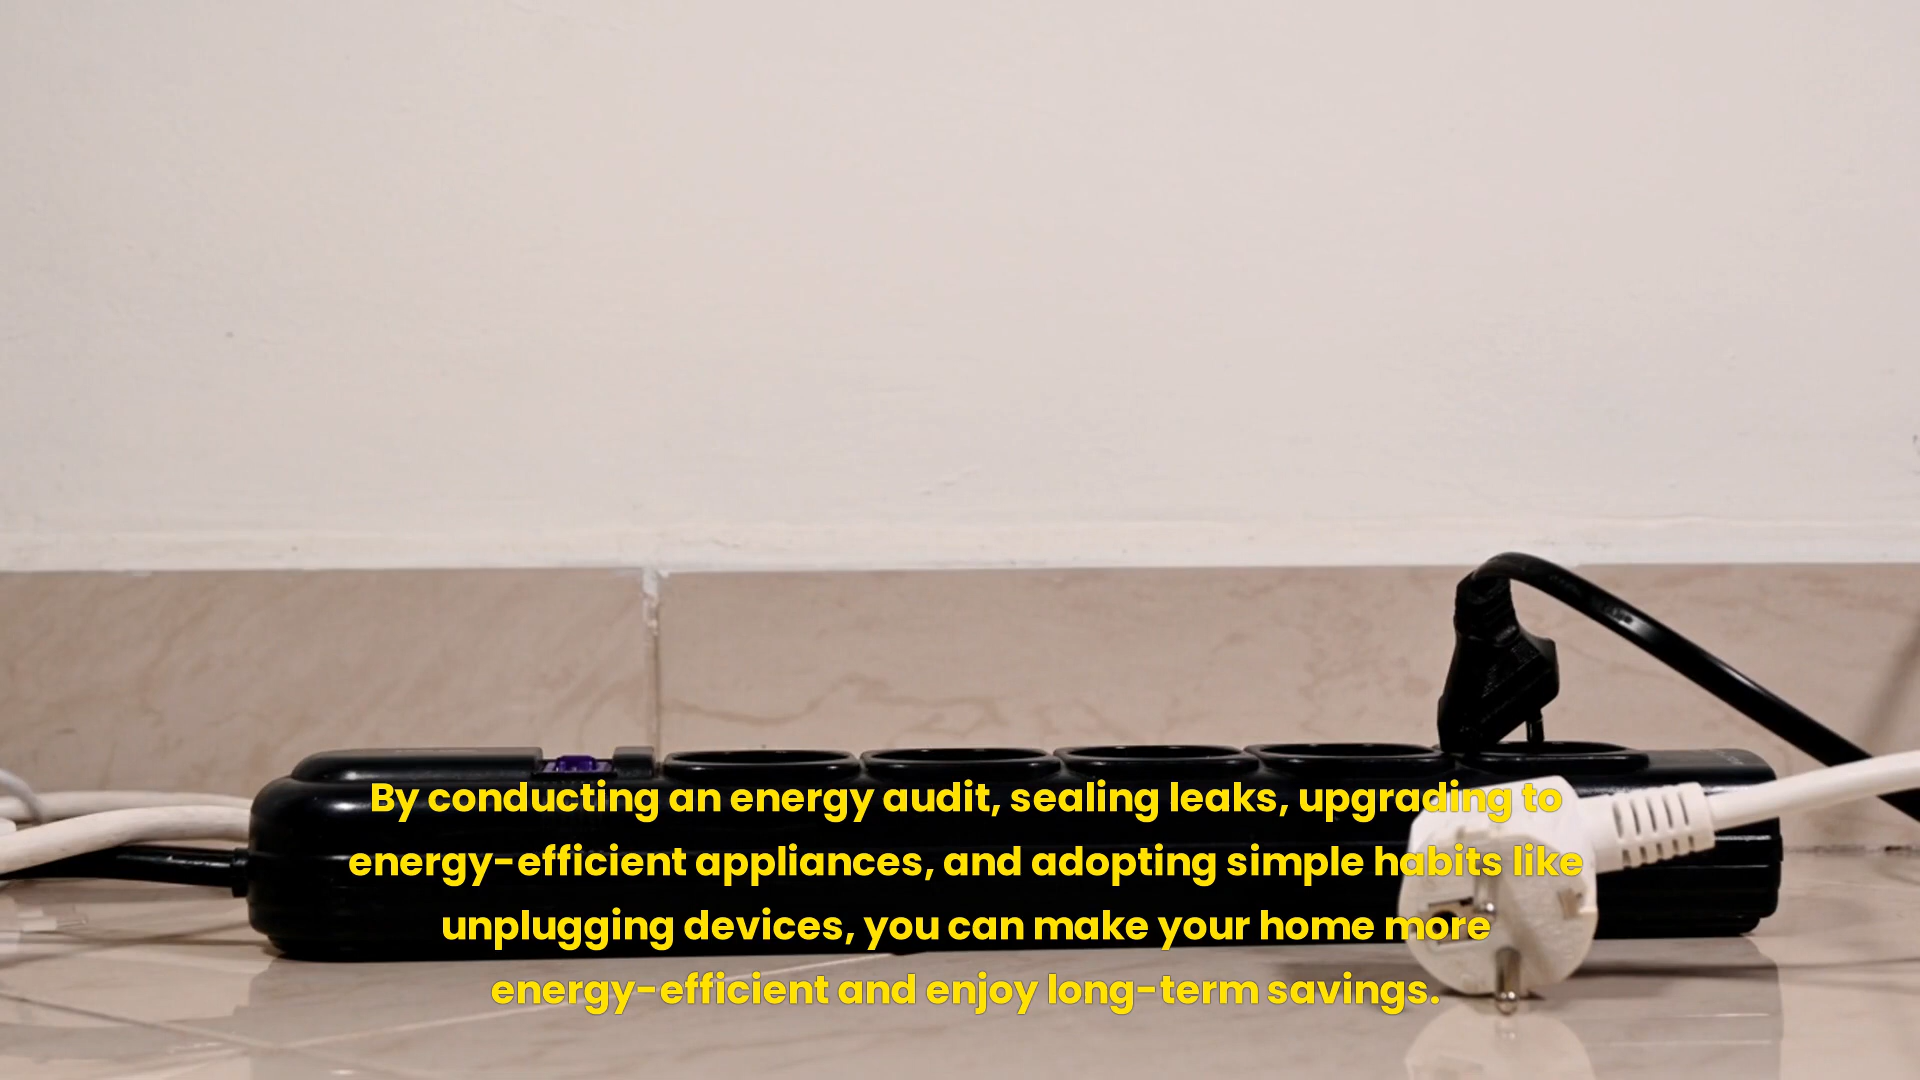 By conducting an energy audit, sealing leaks, upgrading to
energy-efficient appliances, and adopting simple habits like
unplugging devices, you can make your home more
energy-efficient and enjoy long-term savings.